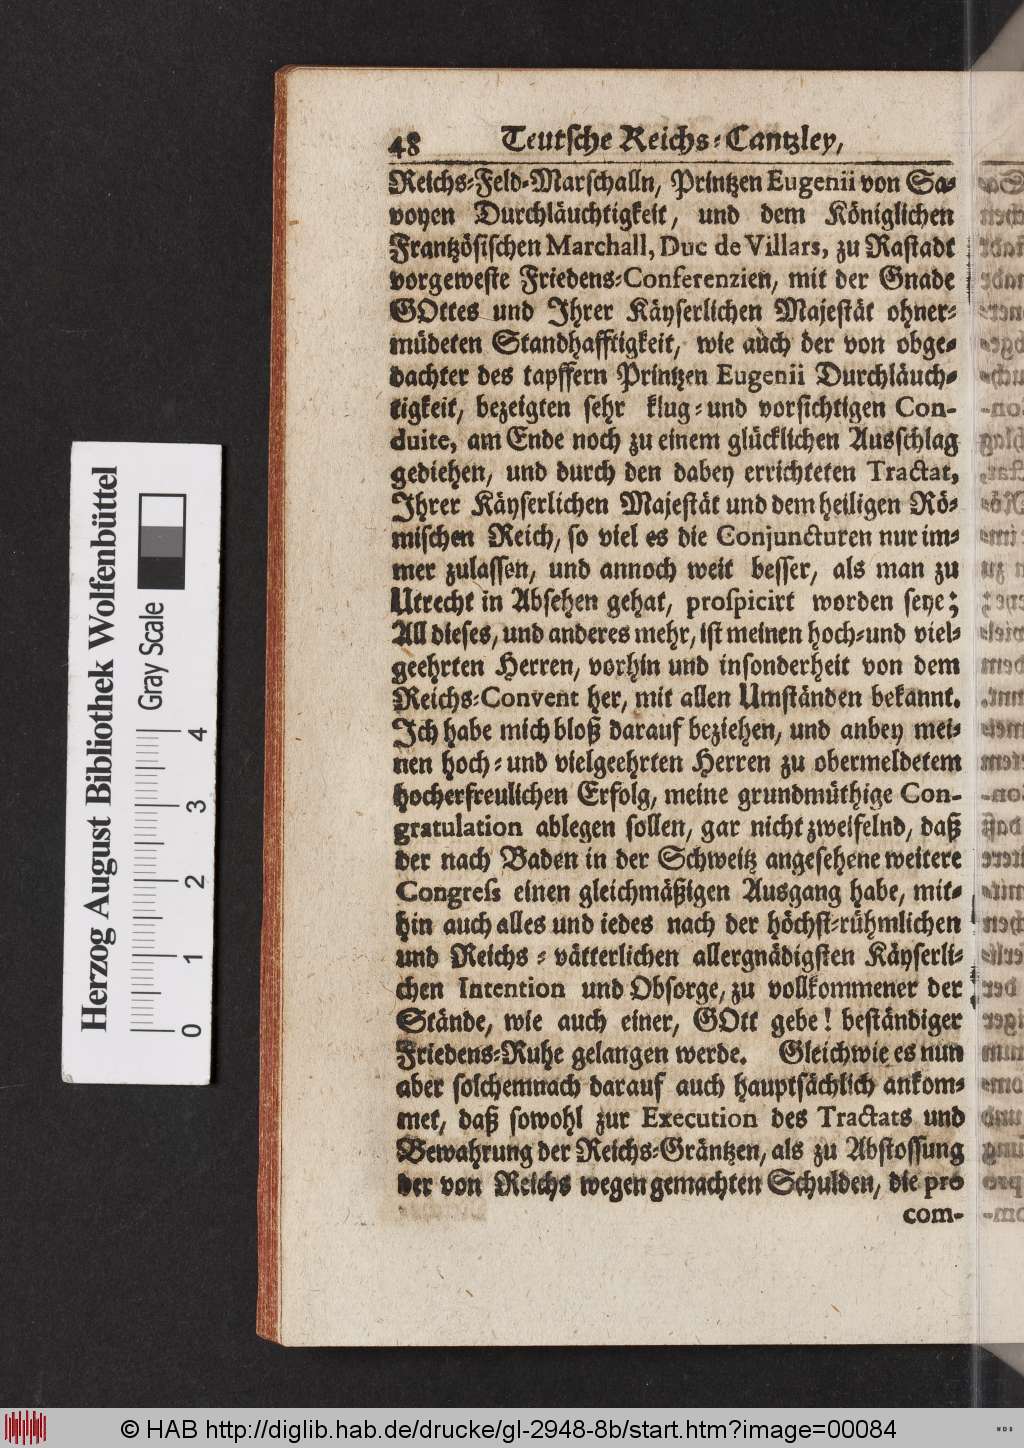 48 Teutsche Reichs-Cantzley,
Reichs-Feld-Marschalln, Printzen Eugenii von Sa-
voyen Durchläuchtigkeit, und dem Königlichen
Frantzösischen Marchall, Duc de Villars, zu Rastadt
vorgeweste Friedens-Conferenzien, mit der Gnade
GOttes und Ihrer Käyserlichen Majestät ohner-
müdeten Standhafftigkeit, wie auch der von obge-
dachter des tapffern Printzen Eugenii Durchläuch-
tigkeit, bezeigten sehr klug- und vorsichtigen Con-
duite, am Ende noch zu einem glücklichen Ausschlag
gediehen, und durch den dabey errichteten Tractat,
Ihrer Käyserlichen Majestät und dem heiligen Rö-
mischen Reich, so viel es die Conjuncturen nur im-
mer zulassen, und annoch weit besser, als man zu
Utrecht in Absehen gehat, prospicirt worden seye;
All dieses, und anderes mehr, ist meinen hoch-und viel-
geehrten Herren, vorhin und insonderheit von dem
Reichs-Convent her, mit allen Umständen bekannt.
Ich habe mich bloß darauf beziehen, und anbey mei-
nen hoch- und vielgeehrten Herren zu obermeldetem
hocherfreulichen Erfolg, meine grundmüthige Con-
gratulation ablegen sollen, gar nicht zweifelnd, daß
der nach Baden in der Schweitz angesehene weitere
Congress einen gleichmäßigen Ausgang habe, mit-
hin auch alles und iedes nach der höchst-rühmlichen
und Reichs-vätterlichen allergnädigsten Käyserli-
chen Intention und Obsorge, zu vollkommener der
Stände, wie auch einer, GOtt gebe! beständiger
Friedens-Ruhe gelangen werde. Gleichwie es nun
aber solchemnach darauf auch hauptsächlich ankom-
met, daß sowohl zur Execution des Tractats und
Bewahrung der Reichs-Gräntzen, als zu Abstossung
der von Reichs wegen gemachten Schulden, die pro
com-
Herzog August Bibliothek Wolfenbüttel
Gray Scale
0 1 2 3 4
© HAB http://diglib.hab.de/drucke/gl-2948-8b/start.htm?image=00084